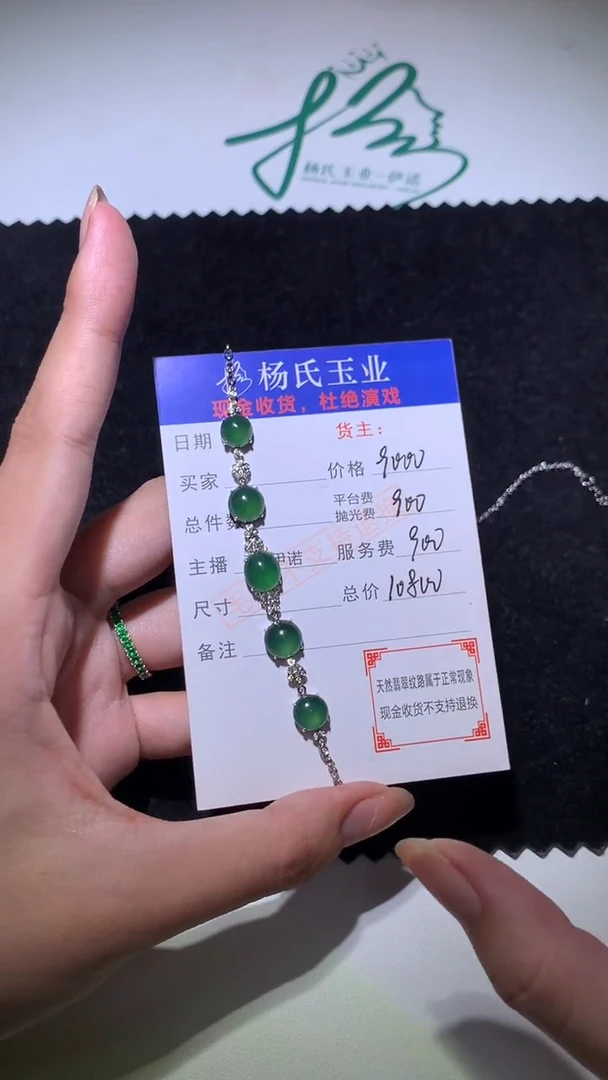 杨氏玉业-伊诺
杨氏玉业
现金收货，杜绝演戏
日期 货主：
买家 价格 9000
总件数 平台费 抛光费 900
主播 伊诺 服务费 900
尺寸 总价 10800
备注
天然翡翠纹路属于正常现象
现金收货不支持退换